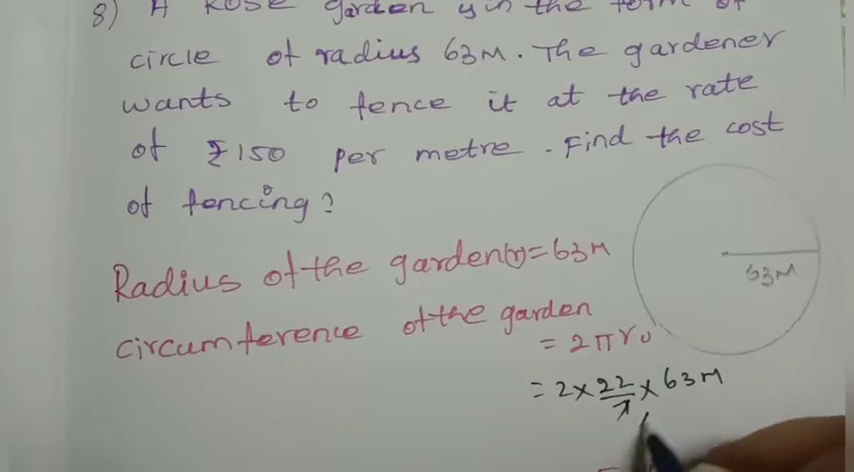 8) A ROSE garden is in the form of
circle of radius 63M. The gardener
wants to fence it at the rate
of ₹150 per metre. Find the cost
of fencing?
Radius of the garden(r)=63M
63M
circumference of the garden
= 2πr
= 2×22/7×63M